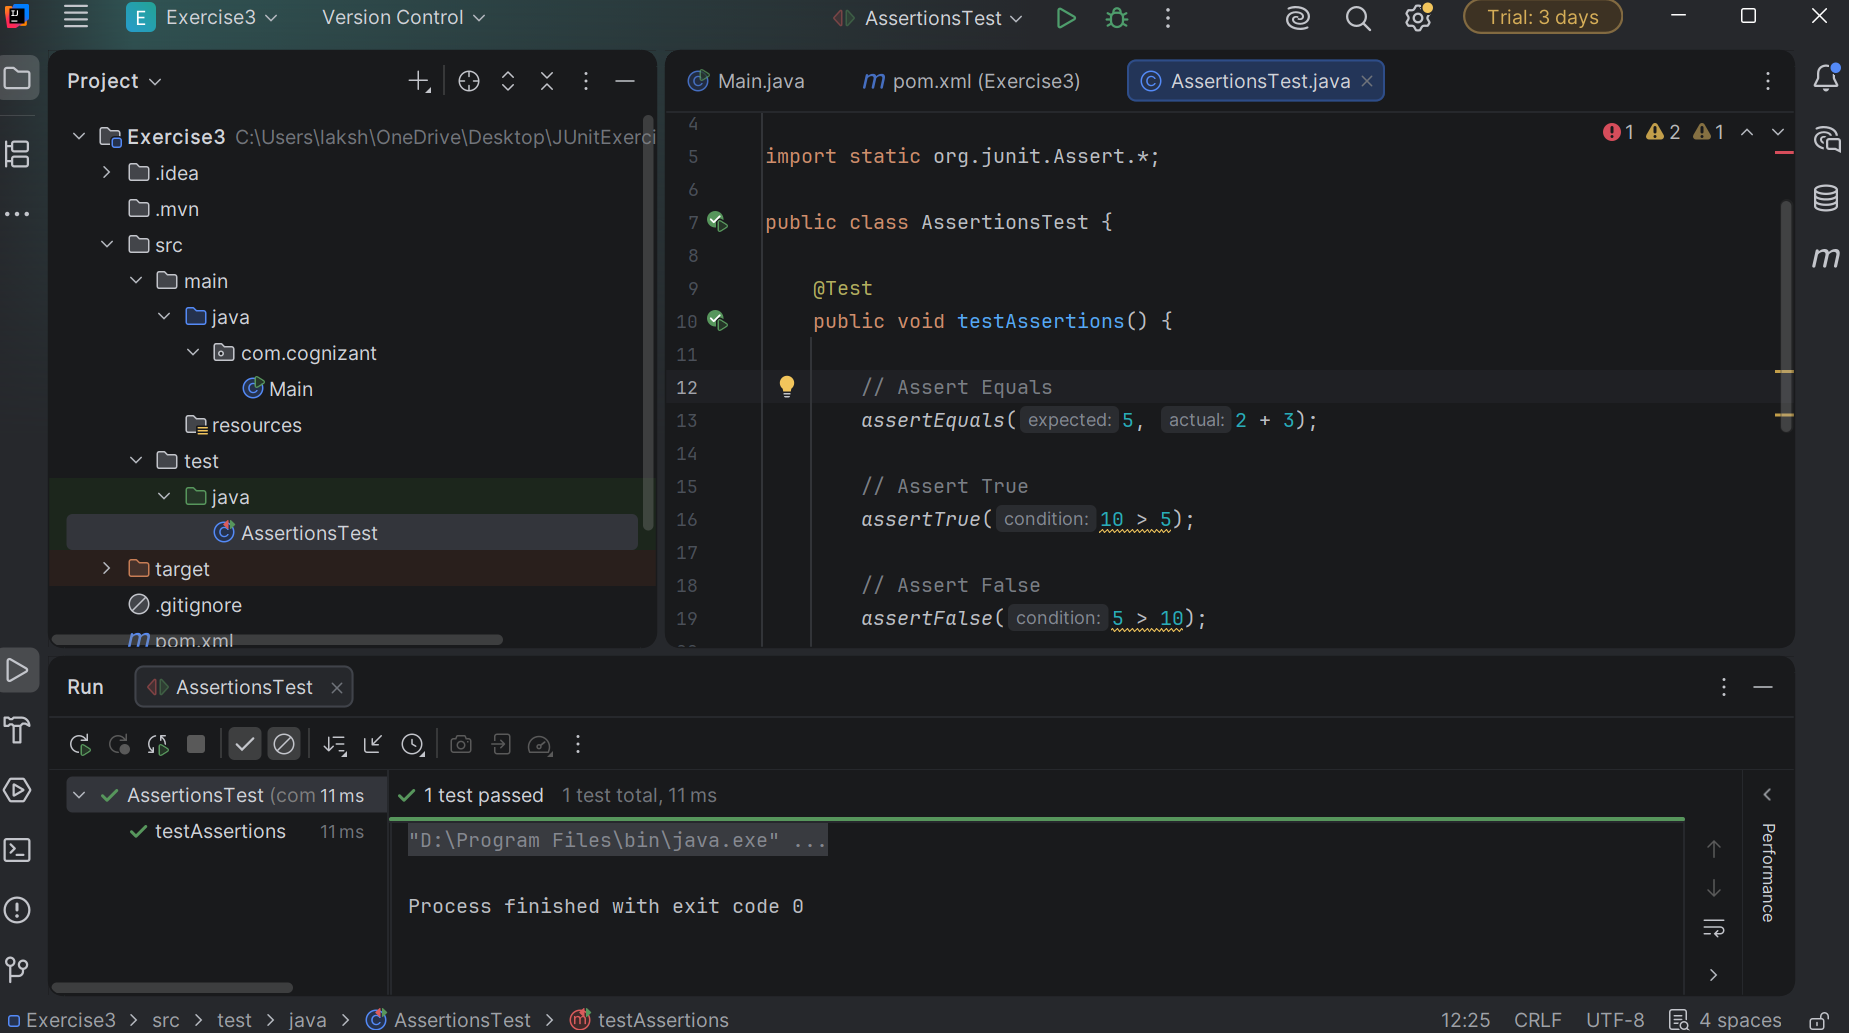 E Exercise3 Version Control AssertionsTest Trial: 3 days
Project
Exercise3 C:\Users\laksh\OneDrive\Desktop\JUnitExerci
.idea
.mvn
src
main
java
com.cognizant
Main
resources
test
java
AssertionsTest
target
.gitignore
pom.xml
Main.java m pom.xml (Exercise3) AssertionsTest.java
1 2 1
4
5 import static org.junit.Assert.*;
6
7 public class AssertionsTest {
8
9 @Test
10 public void testAssertions() {
11
12 // Assert Equals
13 assertEquals( expected: 5, actual: 2 + 3);
14
15 // Assert True
16 assertTrue( condition: 10 > 5);
17
18 // Assert False
19 assertFalse( condition: 5 > 10);
Run AssertionsTest
AssertionsTest (com 11 ms
testAssertions 11 ms
1 test passed 1 test total, 11 ms
"D:\Program Files\bin\java.exe" ...
Process finished with exit code 0
Performance
Exercise3 > src > test > java > AssertionsTest > testAssertions
12:25 CRLF UTF-8 4 spaces